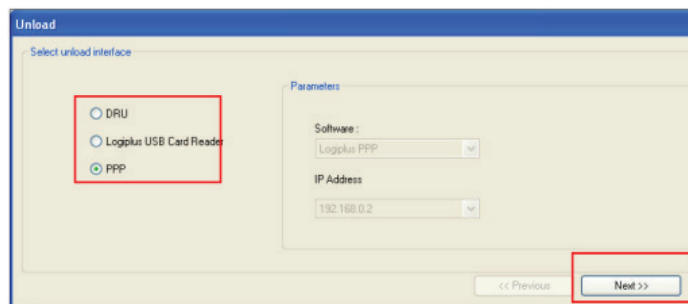 Unload
Select unload interface
DRU
Logiplus USB Card Reader
PPP
Parameters
Software :
Logiplus PPP
IP Address
192.168.0.2
<< Previous
Next >>